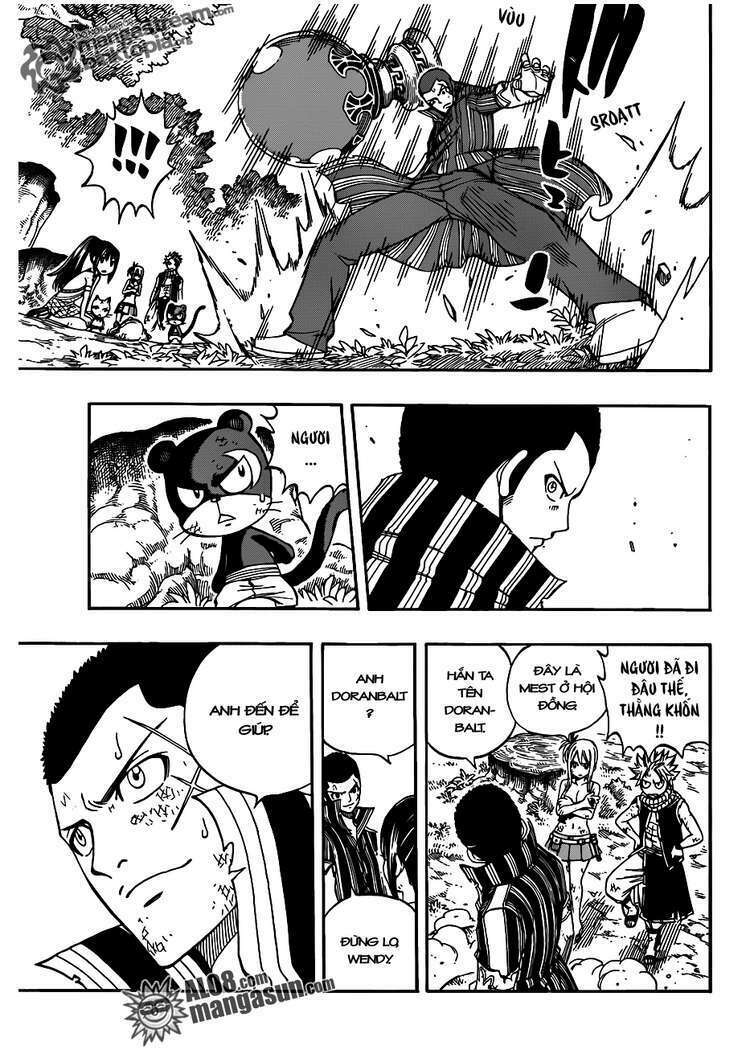 mangastream.com
VÙU
SROATT
!!!
NGƯƠI
...
NGƯƠI ĐÃ ĐI
ĐÂU THẾ,
THẰNG KHỐN
!!
ĐÂY LÀ
MEST Ở HỘI
ĐỒNG
HẮN TA
TÊN
DORAN-
BALT.
ANH
DORANBALT
?
ĐỪNG LO,
WENDY.
ANH ĐẾN ĐỂ
GIÚP.
ALO8.com
mangasun.com